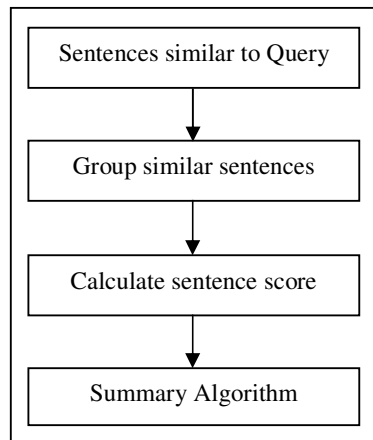 Sentences similar to Query
Group similar sentences
Calculate sentence score
Summary Algorithm